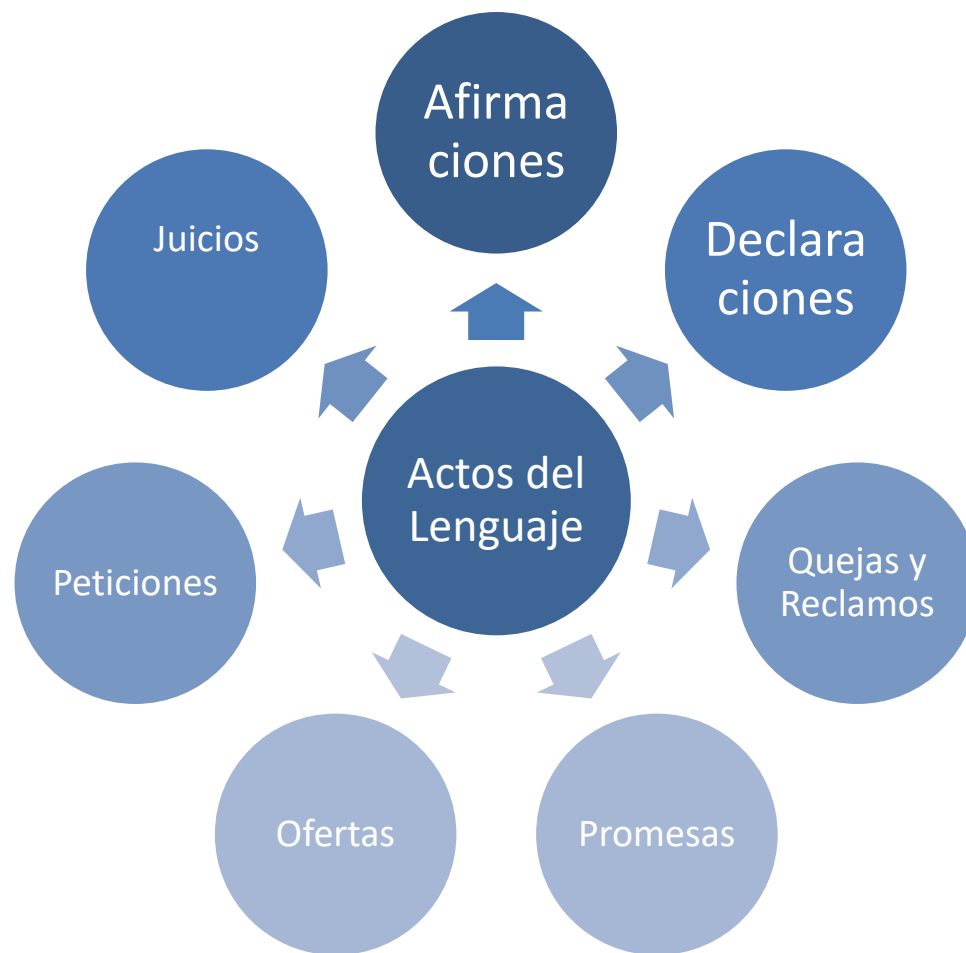 Afirma
ciones
Declara
ciones
Quejas y
Reclamos
Promesas
Ofertas
Peticiones
Juicios
Actos del
Lenguaje